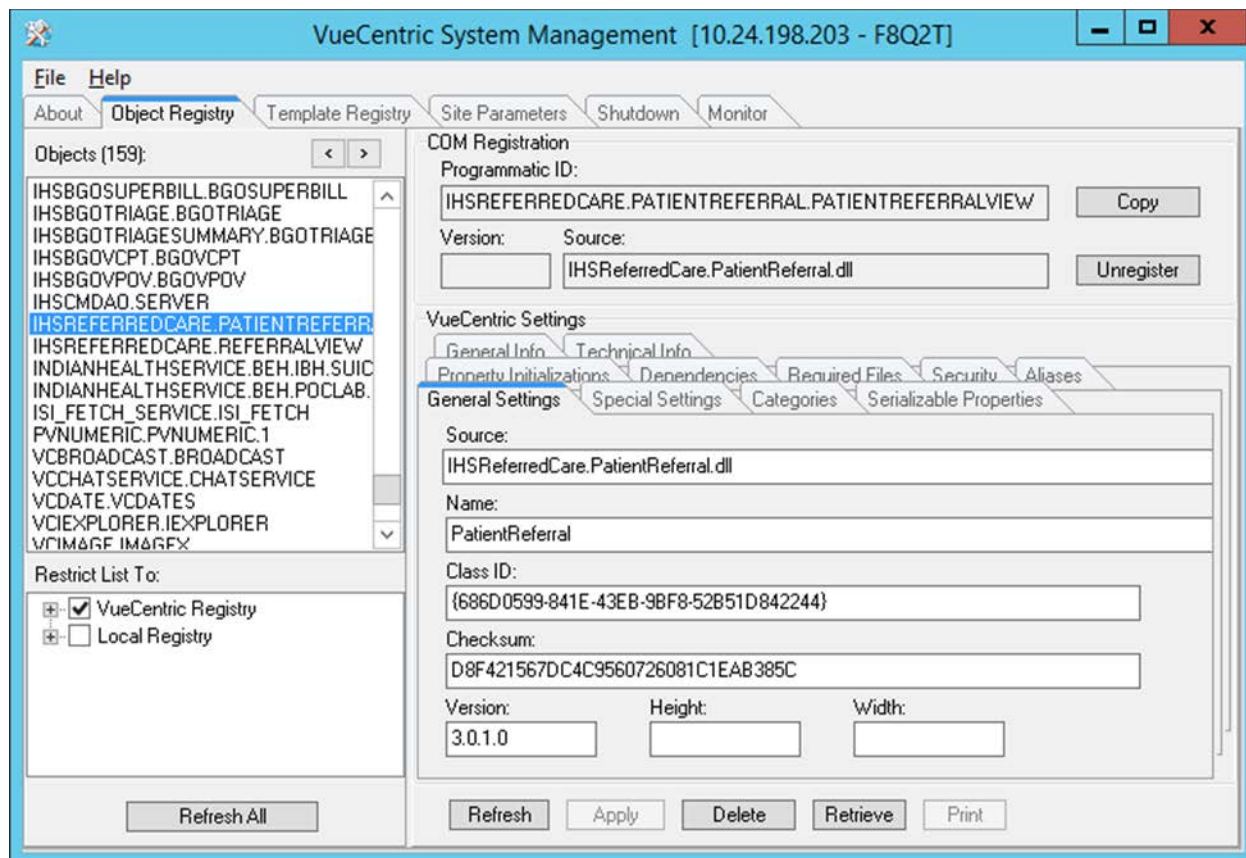 VueCentric System Management [10.24.198.203 - F8Q2T]
File Help
About Object Registry Template Registry Site Parameters Shutdown Monitor
Objects (159): < >
IHSBGOSUPERBILL.BGOSUPERBILL
IHSBGOTRIAGE.BGOTRIAGE
IHSBGOTRIAGESUMMARY.BGOTRIAGE
IHSBGOVCPT.BGOVCPT
IHSBGOVPOV.BGOVPOV
IHSCMDAO.SERVER
IHSREFERREDCARE.PATIENTREFERR
IHSREFERREDCARE.REFERRALVIEW
INDIANHEALTHSERVICE.BEH.IBH.SUIC
INDIANHEALTHSERVICE.BEH.POCLAB.
ISI_FETCH_SERVICE.ISI_FETCH
PVNUMERIC.PVNUMERIC.1
VCBROADCAST.BROADCAST
VCCHATSERVICE.CHATSERVICE
VCDATE.VCDATES
VCIEXPLORER.IEXPLORER
VCIMAGE.IMAGEX
Restrict List To:
VueCentric Registry
Local Registry
Refresh All
COM Registration
Programmatic ID:
IHSREFERREDCARE.PATIENTREFERRAL.PATIENTREFERRALVIEW Copy
Version: Source:
IHSReferredCare.PatientReferral.dll Unregister
VueCentric Settings
General Info Technical Info
Property Initializations Dependencies Required Files Security Aliases
General Settings Special Settings Categories Serializable Properties
Source:
IHSReferredCare.PatientReferral.dll
Name:
PatientReferral
Class ID:
{686D0599-841E-43EB-9BF8-52B51D842244}
Checksum:
D8F421567DC4C9560726081C1EAB385C
Version: Height: Width:
3.0.1.0
Refresh Apply Delete Retrieve Print